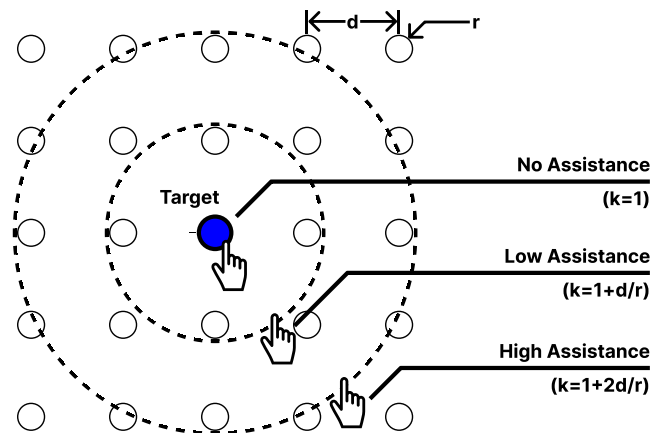 d
r
No Assistance
(k=1)
Target
Low Assistance
(k=1+d/r)
High Assistance
(k=1+2d/r)